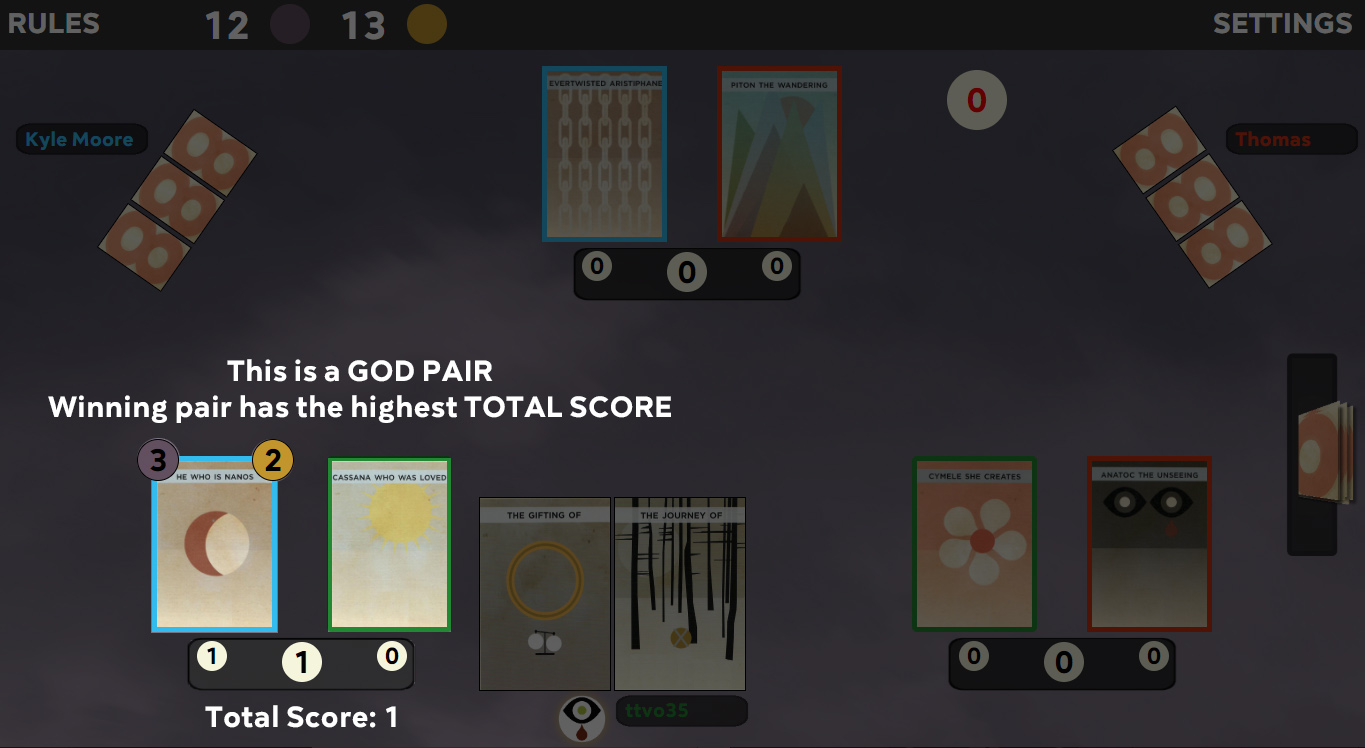 RULES
12
13
SETTINGS
EVERTWISTED ARISTIPHANE
PITON THE WANDERING
0
Kyle Moore
Thomas
0 0 0
This is a GOD PAIR
Winning pair has the highest TOTAL SCORE
3
2
HE WHO IS NANOS
CASSANA WHO WAS LOVED
THE GIFTING OF
THE JOURNEY OF
CYMELE SHE CREATES
ANATOC THE UNSEEING
1 1 0
0 0 0
Total Score: 1
ttvo35